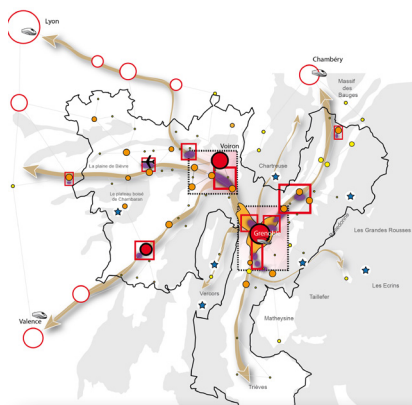 Lyon
Chambéry
Massif
des
Bauges
Voiron
La plaine de Bièvre
Chartreuse
Le plateau boisé
de Chambaran
Belledonne
Grenoble
Les Grandes Rousses
Vercors
Les Ecrins
Taillefer
Valence
Matheysine
Trièves